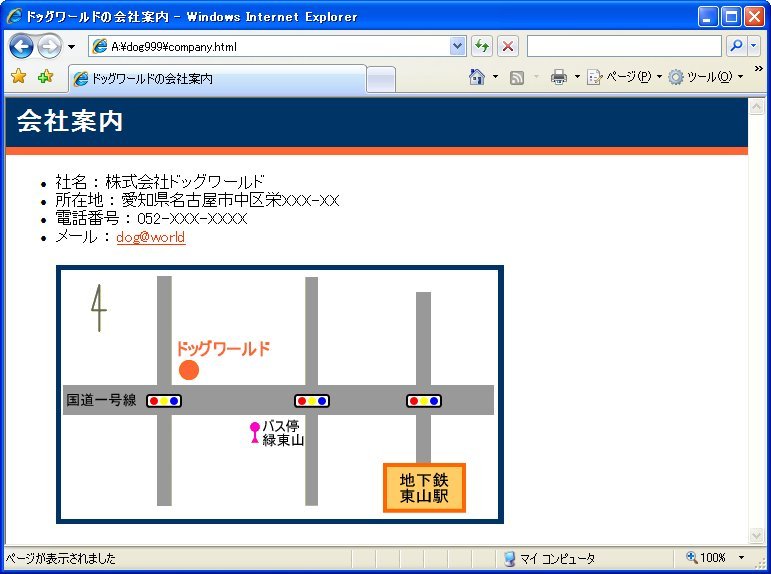 ドッグワールドの会社案内 - Windows Internet Explorer
A:¥dog999¥company.html
ドッグワールドの会社案内
ページ(P)
ツール(O)
»
会社案内
• 社名：株式会社ドッグワールド
• 所在地：愛知県名古屋市中区栄XXX-XX
• 電話番号：052-XXX-XXXX
• メール：dog@world
ドッグワールド
国道一号線
バス停
緑東山
地下鉄
東山駅
ページが表示されました
マイ コンピュータ
100%